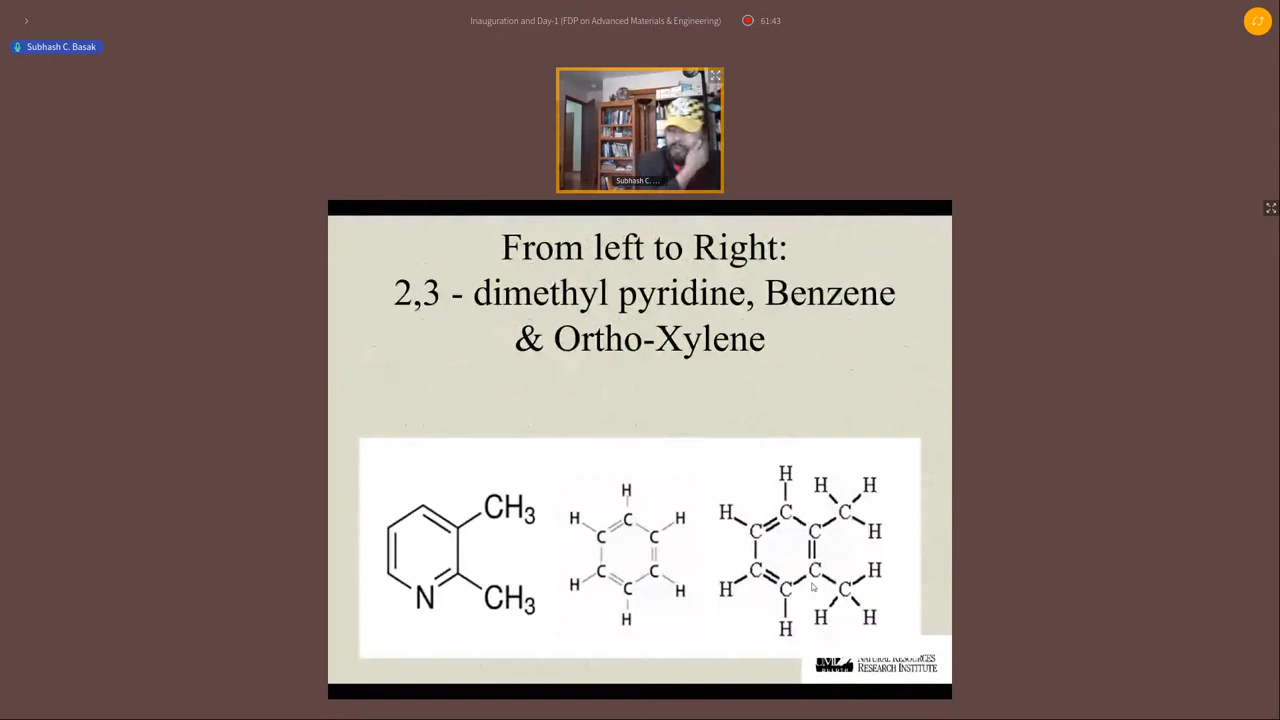 Inauguration and Day-1 (FDP on Advanced Materials & Engineering)
61:43
Subhash C. Basak
Subhash C. ...
From left to Right:
2,3 - dimethyl pyridine, Benzene
& Ortho-Xylene
CH3
CH3
N
H
H H
C
C C
C C
C
H H
H
H H H
H C C
C C H
C C H
H C C
H H H
NATURAL RESOURCES
RESEARCH INSTITUTE